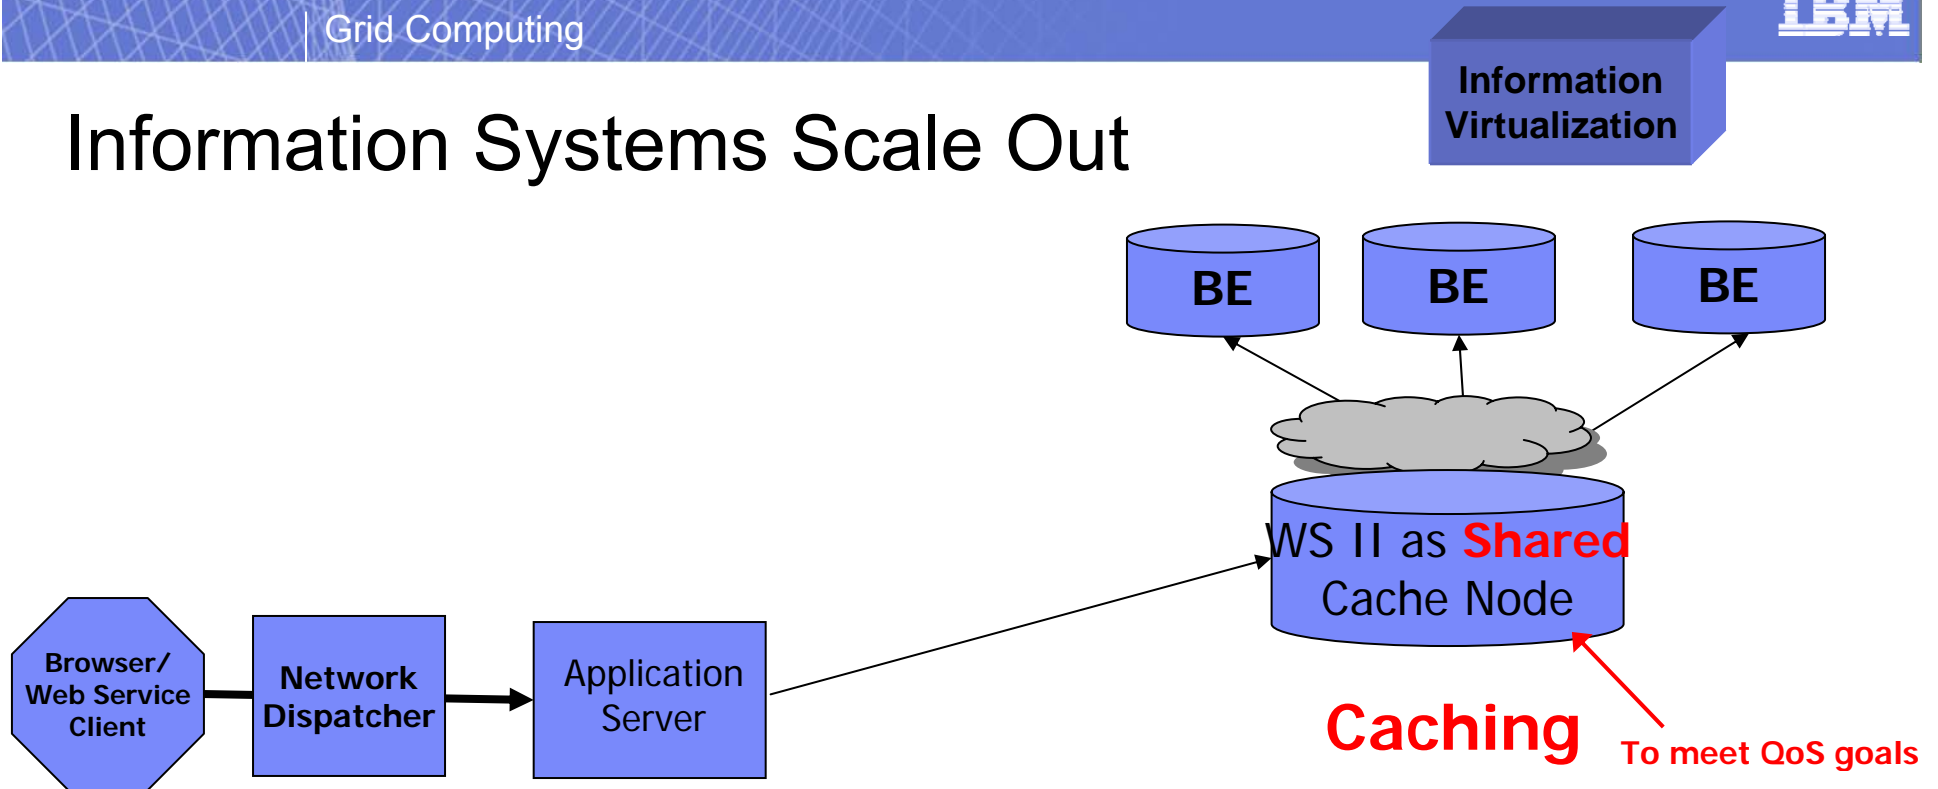 Grid Computing
IBM
Information
Virtualization
Information Systems Scale Out
BE
BE
BE
WS II as Shared
Cache Node
Browser/
Web Service
Client
Network
Dispatcher
Application
Server
Caching
To meet QoS goals